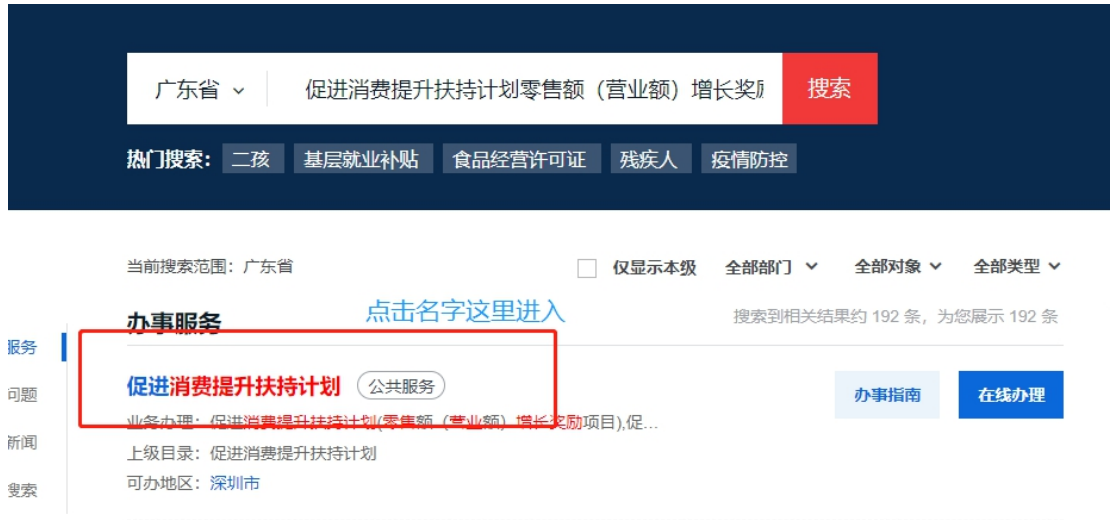 广东省
促进消费提升扶持计划零售额（营业额）增长奖
搜索
热门搜索： 二孩 基层就业补贴 食品经营许可证 残疾人 疫情防控
当前搜索范围：广东省
仅显示本级 全部部门 全部对象 全部类型
点击名字这里进入
办事服务
搜索到相关结果约 192 条，为您展示 192 条
服务
促进消费提升扶持计划 公共服务
办事指南 在线办理
问题
业务办理：促进消费提升扶持计划(零售额（营业额）增长奖励项目),促...
新闻
上级目录：促进消费提升扶持计划
可办地区：深圳市
搜索